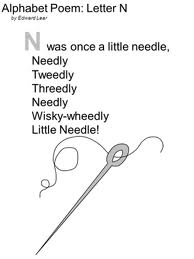 Alphabet Poem: Letter N
by Edward Lear
N was once a little needle,
Needly
Tweedly
Threedly
Needly
Wisky-wheedly
Little Needle!